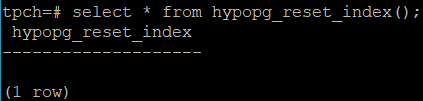 tpch=# select * from hypopg_reset_index();
 hypopg_reset_index
--------------------
(1 row)